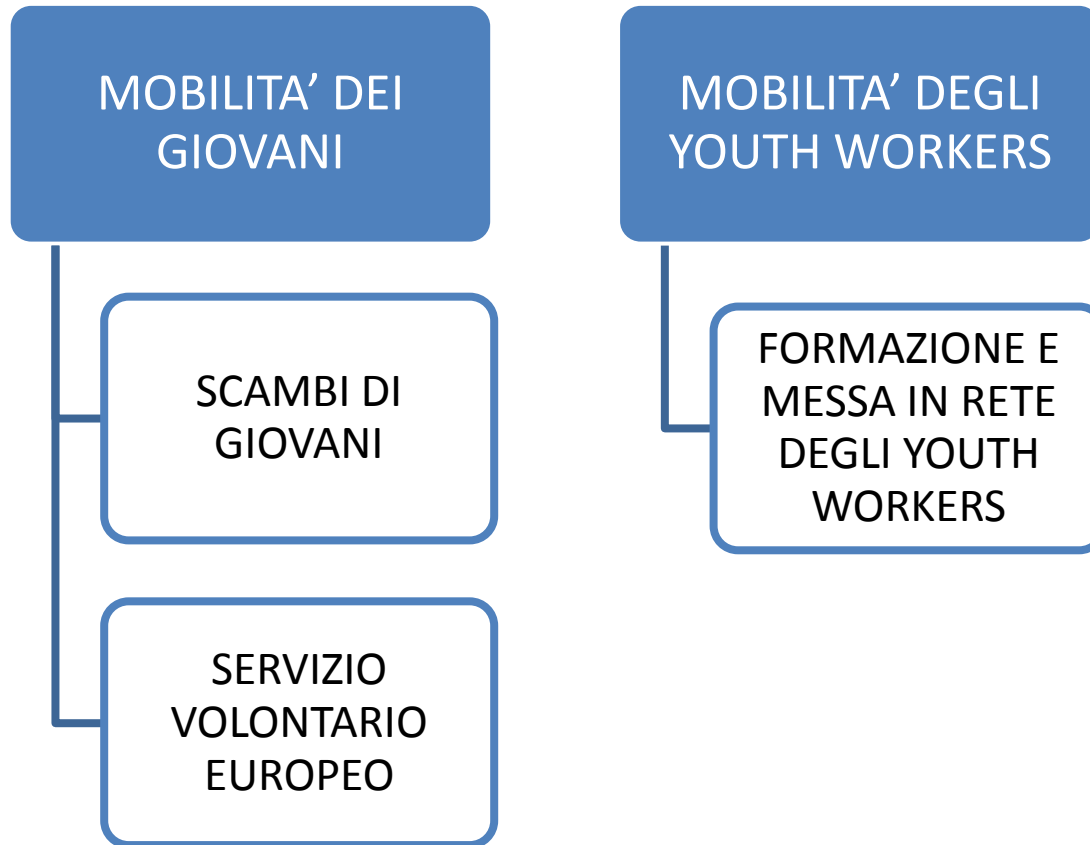 MOBILITA’ DEI
GIOVANI
SCAMBI DI
GIOVANI
SERVIZIO
VOLONTARIO
EUROPEO
MOBILITA’ DEGLI
YOUTH WORKERS
FORMAZIONE E
MESSA IN RETE
DEGLI YOUTH
WORKERS